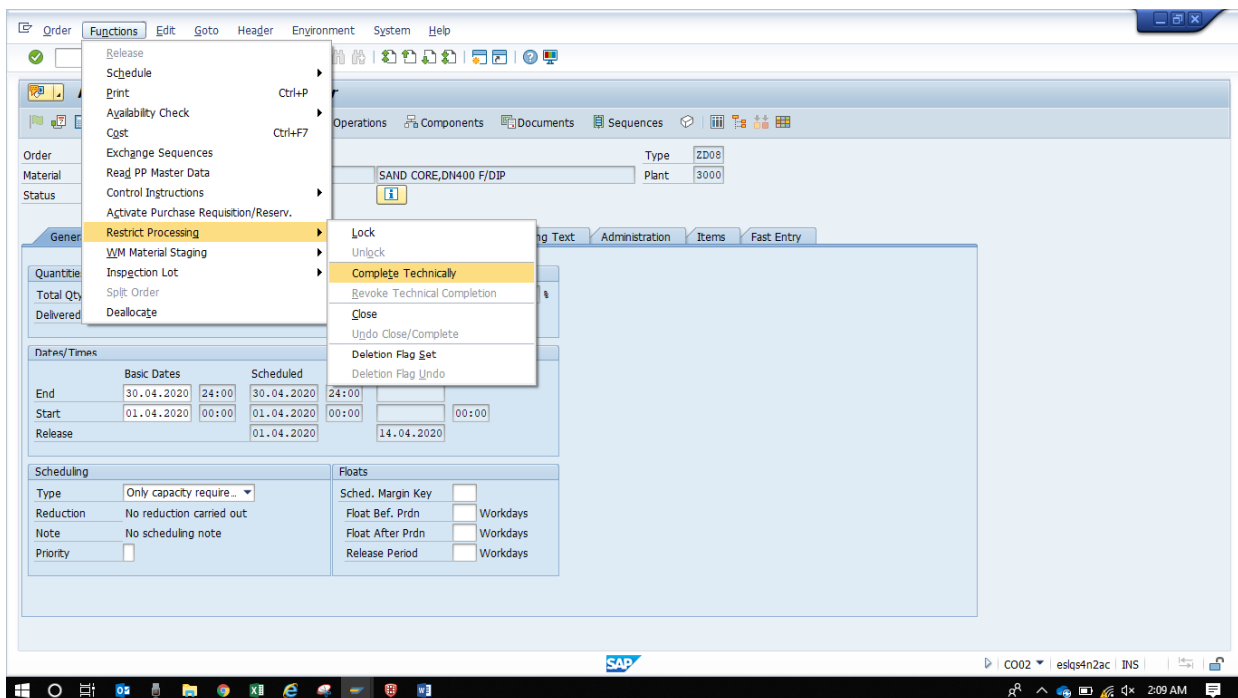 Order Functions Edit Goto Header Environment System Help
Release
Schedule
Print Ctrl+P
Availability Check
Cost Ctrl+F7
Exchange Sequences
Read PP Master Data
Control Instructions
Activate Purchase Requisition/Reserv.
Restrict Processing
WM Material Staging
Inspection Lot
Split Order
Deallocate
Lock
Unlock
Complete Technically
Revoke Technical Completion
Close
Undo Close/Complete
Deletion Flag Set
Deletion Flag Undo
Operations Components Documents Sequences
Order Type ZD08
Material SAND CORE,DN400 F/DIP Plant 3000
Status
Gener ng Text Administration Items Fast Entry
Quantitie
Total Qty %
Delivered
Dates/Times
Basic Dates Scheduled
End 30.04.2020 24:00 30.04.2020 24:00
Start 01.04.2020 00:00 01.04.2020 00:00 00:00
Release 01.04.2020 14.04.2020
Scheduling Floats
Type Only capacity require... Sched. Margin Key
Reduction No reduction carried out Float Bef. Prdn Workdays
Note No scheduling note Float After Prdn Workdays
Priority Release Period Workdays
SAP
CO02 eslqs4n2ac INS
2:09 AM